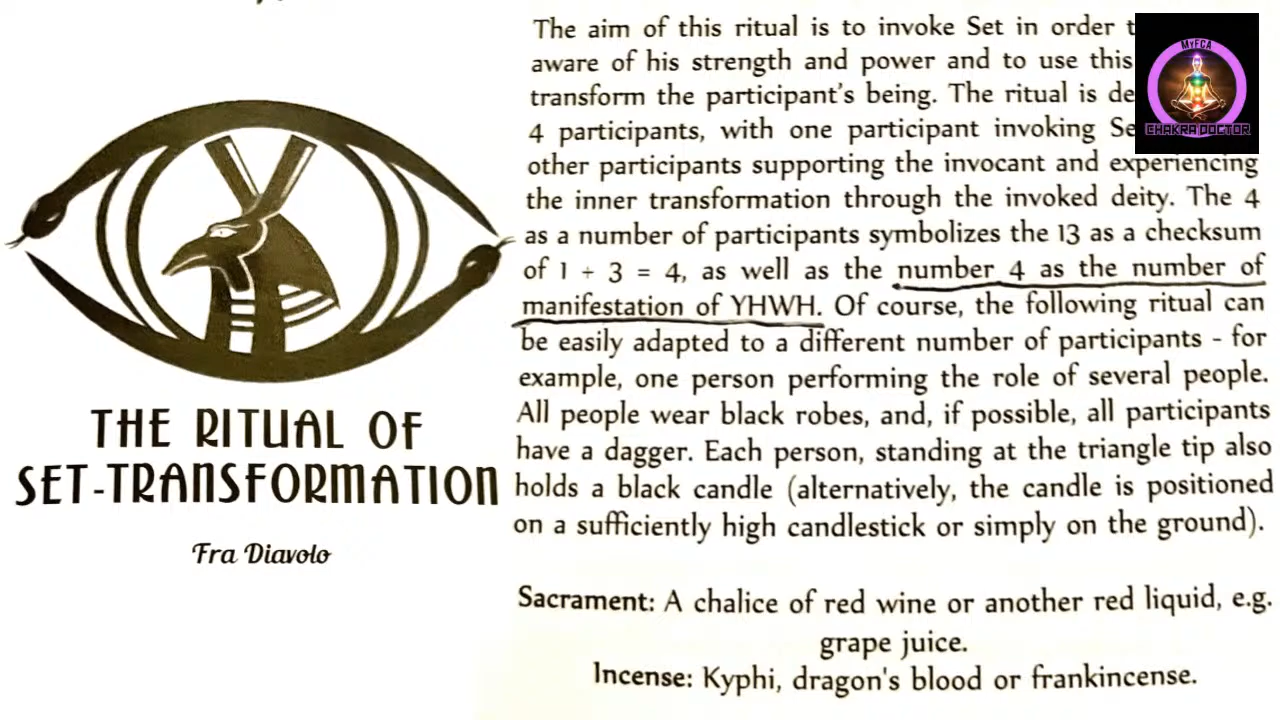 THE RITUAL OF
SET-TRANSFORMATION
Fra Diavolo
The aim of this ritual is to invoke Set in order
aware of his strength and power and to use this
transform the participant's being. The ritual is
4 participants, with one participant invoking
other participants supporting the invocant and experiencing
the inner transformation through the invoked deity. The 4
as a number of participants symbolizes the 13 as a checksum
of 1 + 3 = 4, as well as the number 4 as the number of
manifestation of YHWH. Of course, the following ritual can
be easily adapted to a different number of participants - for
example, one person performing the role of several people.
All people wear black robes, and, if possible, all participants
have a dagger. Each person, standing at the triangle tip also
holds a black candle (alternatively, the candle is positioned
on a sufficiently high candlestick or simply on the ground).
Sacrament: A chalice of red wine or another red liquid, e.g.
grape juice.
Incense: Kyphi, dragon's blood or frankincense.
MYFCA
CHAKRA DOCTOR